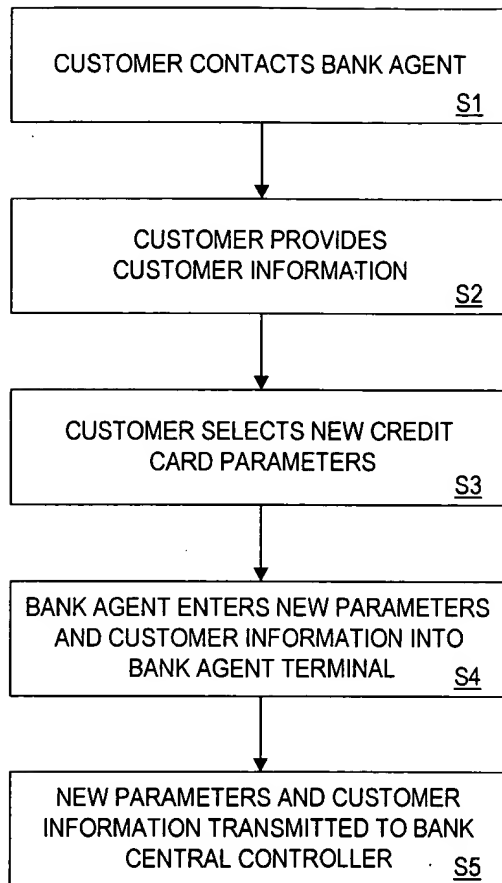 CUSTOMER CONTACTS BANK AGENT
S1
CUSTOMER PROVIDES
CUSTOMER INFORMATION
S2
CUSTOMER SELECTS NEW CREDIT
CARD PARAMETERS
S3
BANK AGENT ENTERS NEW PARAMETERS
AND CUSTOMER INFORMATION INTO
BANK AGENT TERMINAL
S4
NEW PARAMETERS AND CUSTOMER
INFORMATION TRANSMITTED TO BANK
CENTRAL CONTROLLER
S5